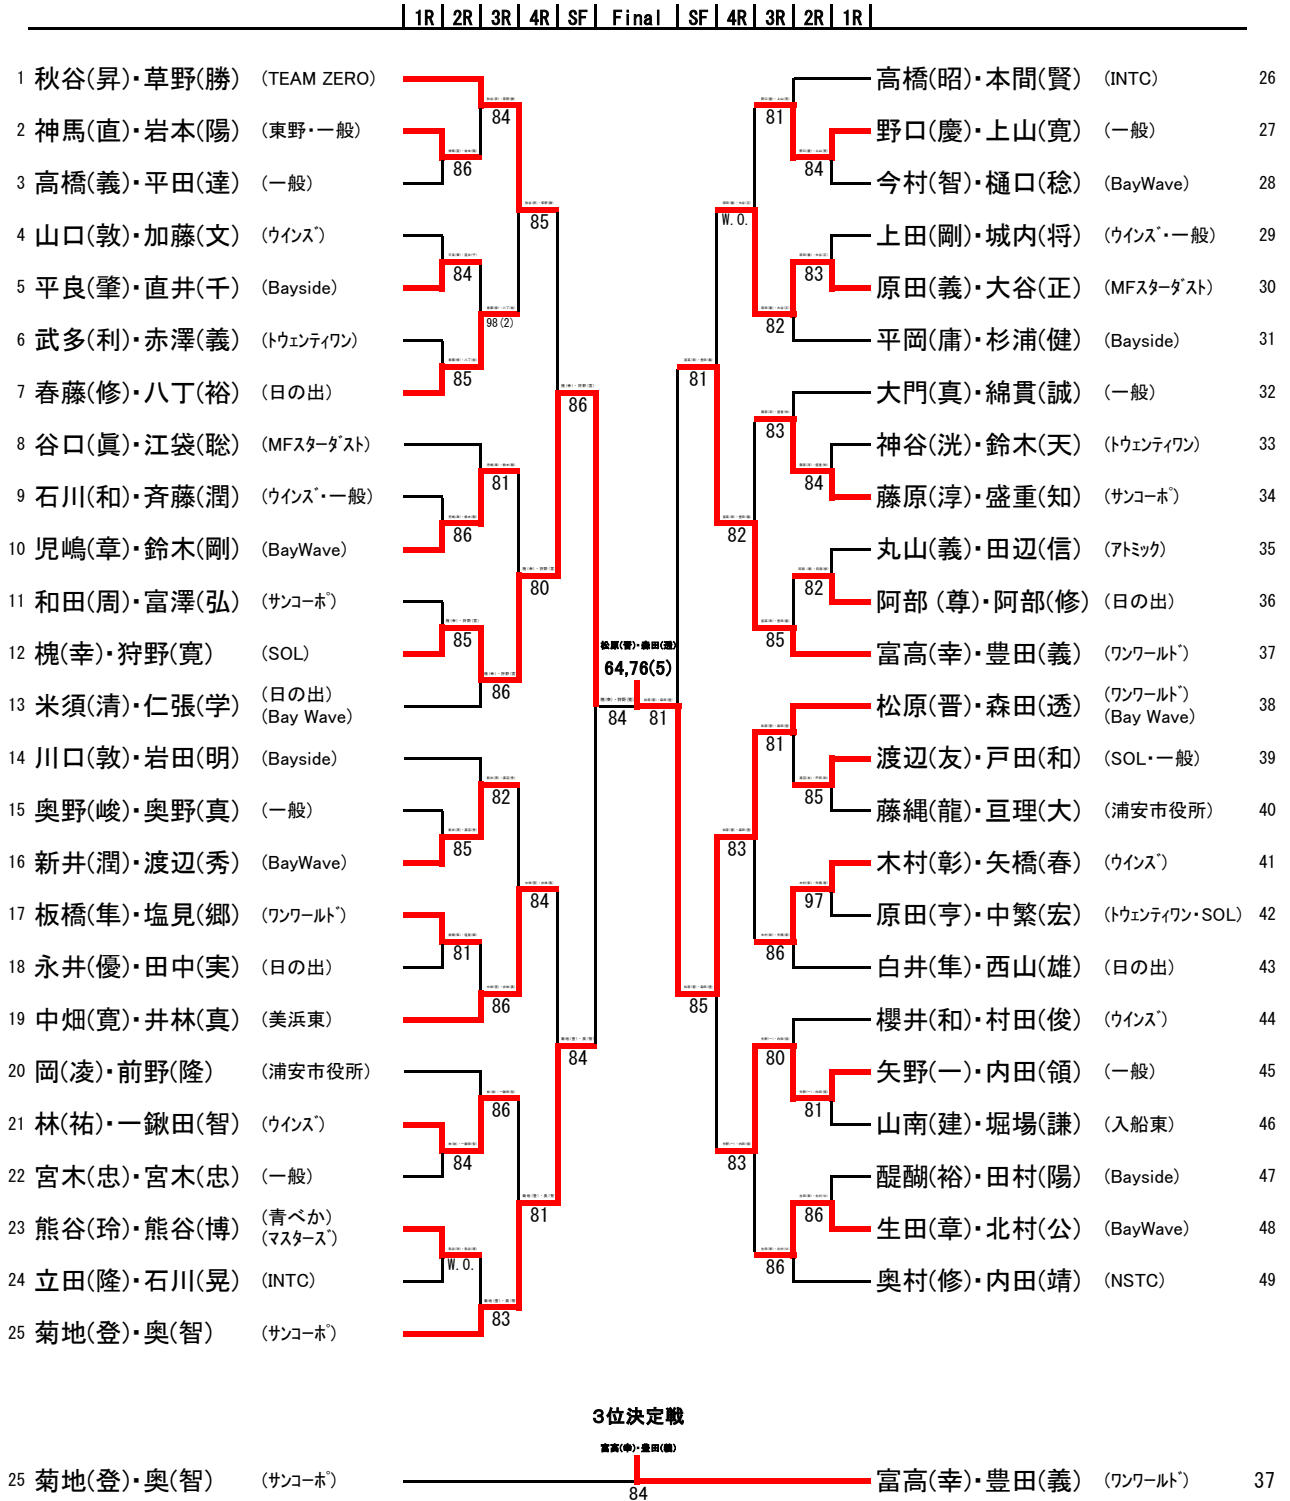 1R 2R 3R 4R SF Final SF 4R 3R 2R 1R
1 秋谷(昇)・草野(勝) (TEAM ZERO)
2 神馬(直)・岩本(陽) (東野・一般)
3 高橋(義)・平田(達) (一般)
4 山口(敦)・加藤(文) (ウインズ)
5 平良(肇)・直井(千) (Bayside)
6 武多(利)・赤澤(義) (トウェンティワン)
7 春藤(修)・八丁(裕) (日の出)
8 谷口(眞)・江袋(聡) (MFスターダスト)
9 石川(和)・斉藤(潤) (ウインズ・一般)
10 児嶋(章)・鈴木(剛) (BayWave)
11 和田(周)・富澤(弘) (サンコーポ)
12 槐(幸)・狩野(寛) (SOL)
13 米須(清)・仁張(学) (日の出)
(Bay Wave)
14 川口(敦)・岩田(明) (Bayside)
15 奥野(峻)・奥野(真) (一般)
16 新井(潤)・渡辺(秀) (BayWave)
17 板橋(隼)・塩見(郷) (ワンワールド)
18 永井(優)・田中(実) (日の出)
19 中畑(寛)・井林(真) (美浜東)
20 岡(凌)・前野(隆) (浦安市役所)
21 林(祐)・一鍬田(智) (ウインズ)
22 宮木(忠)・宮木(忠) (一般)
23 熊谷(玲)・熊谷(博) (青べか)
(マスターズ)
24 立田(隆)・石川(晃) (INTC)
25 菊地(登)・奥(智) (サンコーポ)
86
84
85
86
85
85
81
84
W.O.
84
98(2)
81
86
82
86
86
83
85
80
84
81
86
84
84
松原(晋)・森田(透)
64,76(5)
81
81
85
W.O.
82
83
83
81
82
83
85
81
86
80
86
84
83
84
82
85
97
81
86
高橋(昭)・本間(賢) (INTC) 26
野口(慶)・上山(寛) (一般) 27
今村(智)・樋口(稔) (BayWave) 28
上田(剛)・城内(将) (ウインズ・一般) 29
原田(義)・大谷(正) (MFスターダスト) 30
平岡(庸)・杉浦(健) (Bayside) 31
大門(真)・綿貫(誠) (一般) 32
神谷(洸)・鈴木(天) (トウェンティワン) 33
藤原(淳)・盛重(知) (サンコーポ) 34
丸山(義)・田辺(信) (アトミック) 35
阿部 (尊)・阿部(修) (日の出) 36
富高(幸)・豊田(義) (ワンワールド) 37
松原(晋)・森田(透) (ワンワールド) 38
(Bay Wave)
渡辺(友)・戸田(和) (SOL・一般) 39
藤縄(龍)・亘理(大) (浦安市役所) 40
木村(彰)・矢橋(春) (ウインズ) 41
原田(亨)・中繁(宏) (トウェンティワン・SOL) 42
白井(隼)・西山(雄) (日の出) 43
櫻井(和)・村田(俊) (ウインズ) 44
矢野(一)・内田(領) (一般) 45
山南(建)・堀場(謙) (入船東) 46
醍醐(裕)・田村(陽) (Bayside) 47
生田(章)・北村(公) (BayWave) 48
奥村(修)・内田(靖) (NSTC) 49
3位決定戦
富高(幸)・豊田(義)
25 菊地(登)・奥(智) (サンコーポ) 84 富高(幸)・豊田(義) (ワンワールド) 37